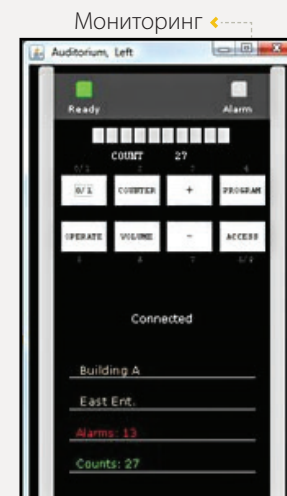 Мониторинг
Auditorium, Left
Ready Alarm
COUNT 27
0/1 COUNTER + PROGRAM
OPERATE VOLUME - ACCESS
Connected
Building A
East Ent.
Alarms: 13
Counts: 27